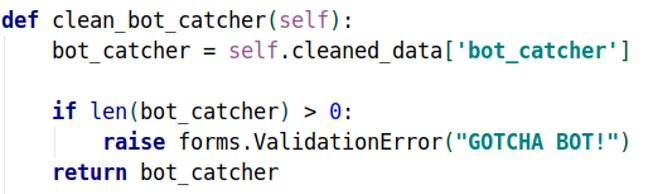 def clean_bot_catcher(self):
    bot_catcher = self.cleaned_data['bot_catcher']

    if len(bot_catcher) > 0:
        raise forms.ValidationError("GOTCHA BOT!")
    return bot_catcher